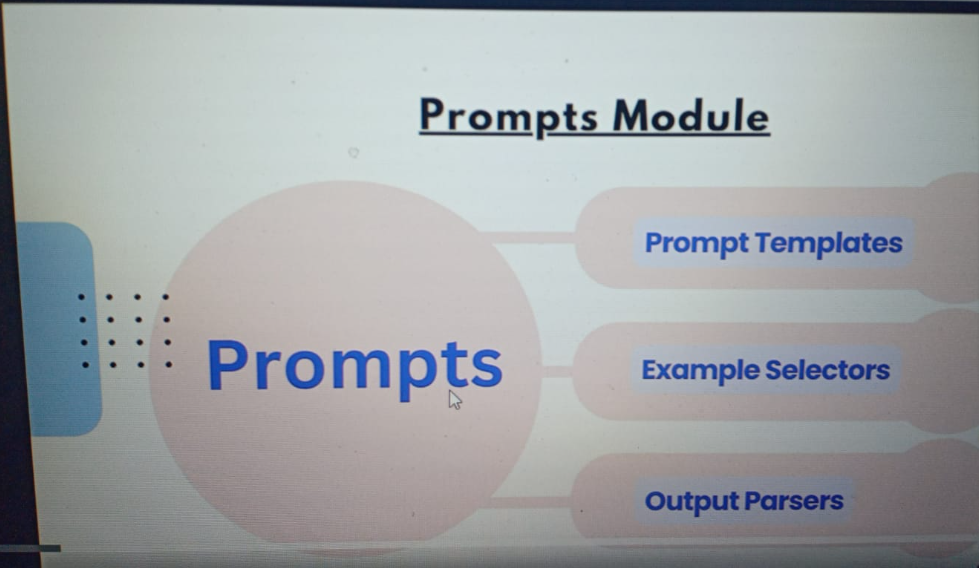 Prompts Module
Prompts
Prompt Templates
Example Selectors
Output Parsers